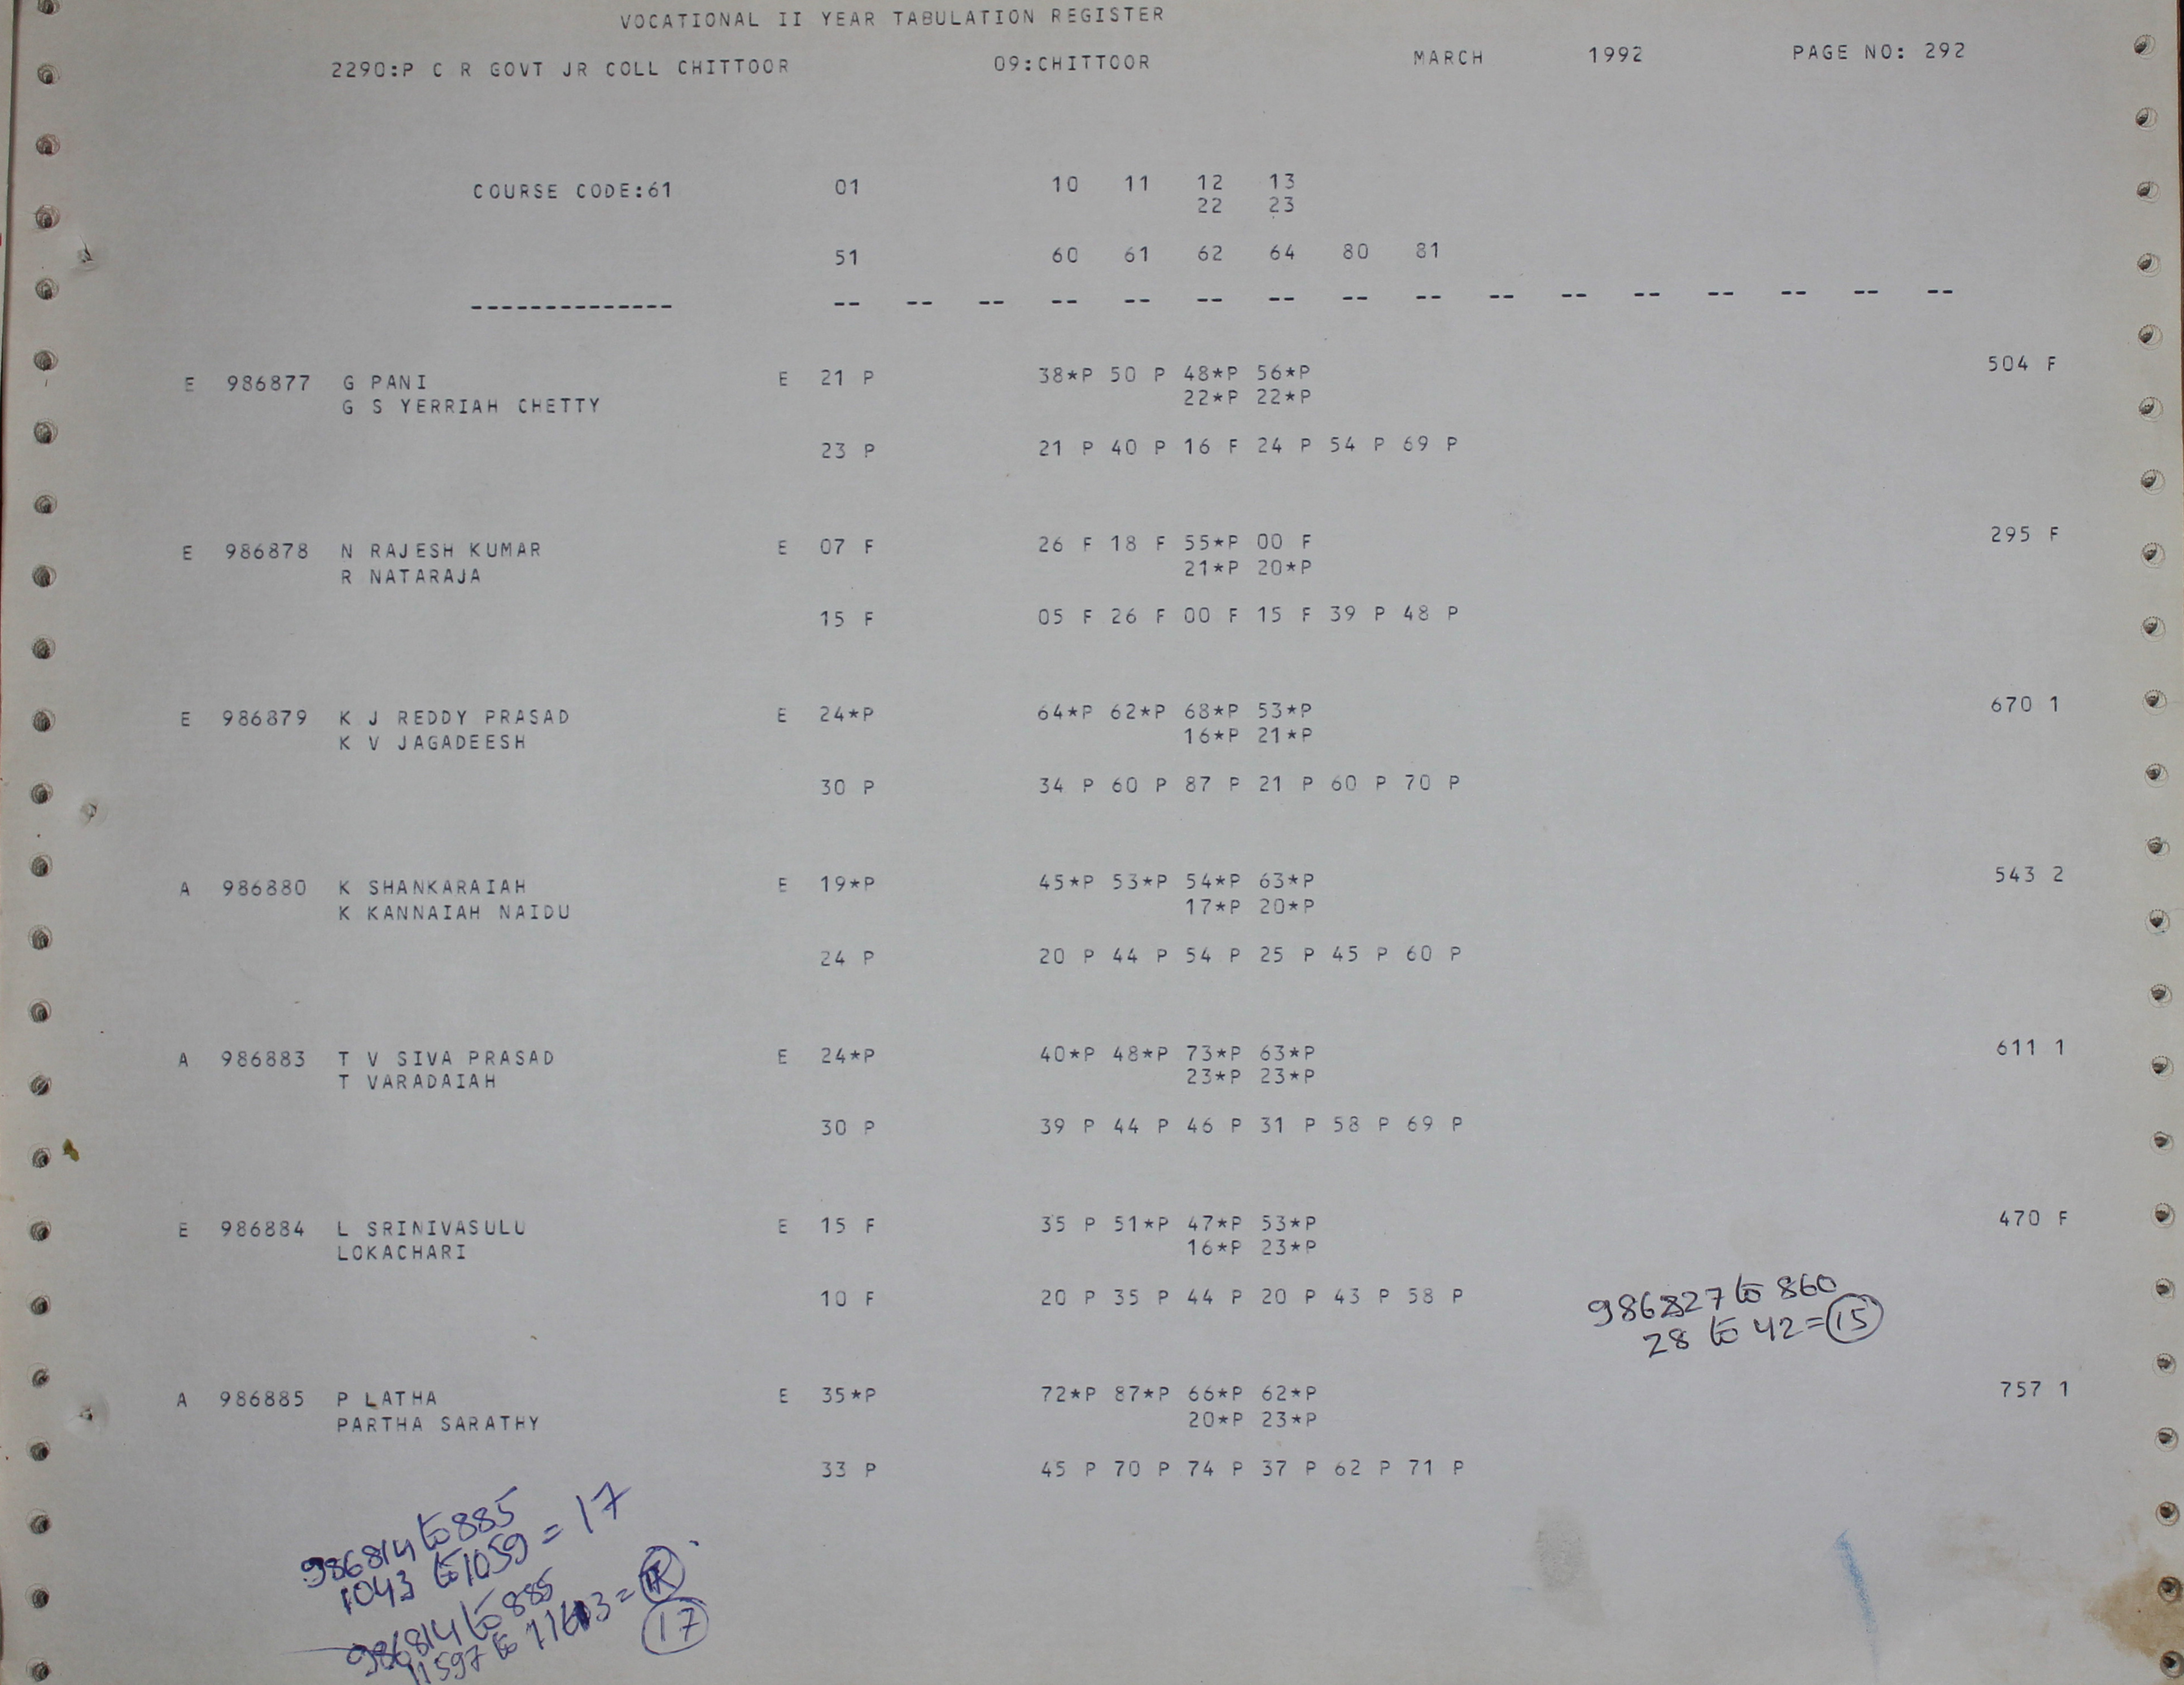 VOCATIONAL II YEAR TABULATION REGISTER
2290:P C R GOVT JR COLL CHITTOOR 09:CHITTOOR MARCH 1992 PAGE NO: 292
COURSE CODE:61 01 10 11 12 13
22 23
51 60 61 62 64 80 81
-------------- -- -- -- -- -- -- -- -- -- -- -- -- -- -- -- --
E 986877 G PANI E 21 P 38*P 50 P 48*P 56*P 504 F
G S YERRIAH CHETTY 22*P 22*P
23 P 21 P 40 P 16 F 24 P 54 P 69 P
E 986878 N RAJESH KUMAR E 07 F 26 F 18 F 55*P 00 F 295 F
R NATARAJA 21*P 20*P
15 F 05 F 26 F 00 F 15 F 39 P 48 P
E 986879 K J REDDY PRASAD E 24*P 64*P 62*P 68*P 53*P 670 1
K V JAGADEESH 16*P 21*P
30 P 34 P 60 P 87 P 21 P 60 P 70 P
A 986880 K SHANKARAIAH E 19*P 45*P 53*P 54*P 63*P 543 2
K KANNAIAH NAIDU 17*P 20*P
24 P 20 P 44 P 54 P 25 P 45 P 60 P
A 986883 T V SIVA PRASAD E 24*P 40*P 48*P 73*P 63*P 611 1
T VARADAIAH 23*P 23*P
30 P 39 P 44 P 46 P 31 P 58 P 69 P
E 986884 L SRINIVASULU E 15 F 35 P 51*P 47*P 53*P 470 F
LOKACHARI 16*P 23*P
10 F 20 P 35 P 44 P 20 P 43 P 58 P
986827 to 860
28 to 42=15
A 986885 P LATHA E 35*P 72*P 87*P 66*P 62*P 757 1
PARTHA SARATHY 20*P 23*P
33 P 45 P 70 P 74 P 37 P 62 P 71 P
986814 to 885
1043 to 1059 = 17
986814 to 885
11597 to =
17